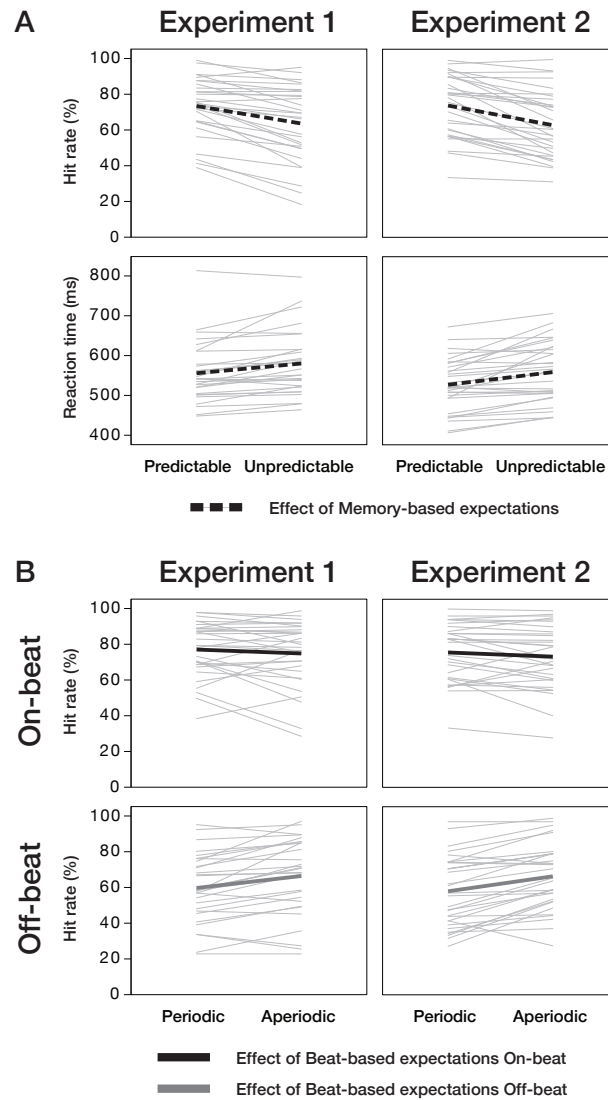 A
Experiment 1
Experiment 2
Hit rate (%)
100
80
60
40
20
0
Reaction time (ms)
800
700
600
500
400
Predictable Unpredictable
Predictable Unpredictable
Effect of Memory-based expectations
B
Experiment 1
Experiment 2
On-beat
Hit rate (%)
100
80
60
40
20
0
Off-beat
Hit rate (%)
100
80
60
40
20
0
Periodic Aperiodic
Periodic Aperiodic
Effect of Beat-based expectations On-beat
Effect of Beat-based expectations Off-beat